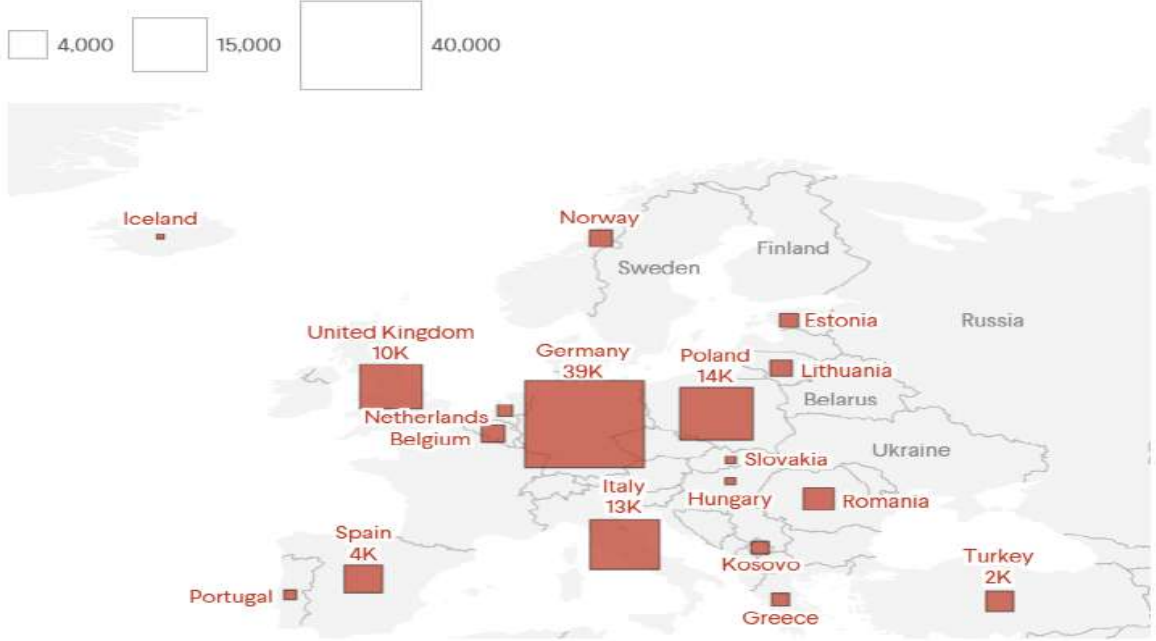 4,000
15,000
40,000
Iceland
Norway
Finland
Sweden
Russia
Estonia
United Kingdom
10K
Germany
39K
Poland
14K
Lithuania
Belarus
Netherlands
Belgium
Ukraine
Slovakia
Italy
13K
Hungary
Romania
Spain
4K
Kosovo
Turkey
2K
Portugal
Greece